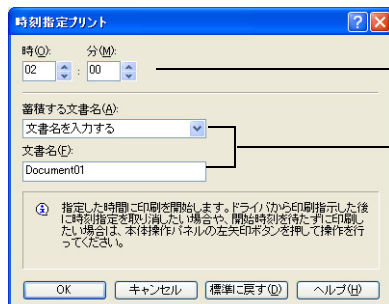 時刻指定プリント
時(O): 分(M):
02 : 00
蓄積する文書名(A):
文書名を入力する
文書名(F):
Document01
指定した時間に印刷を開始します。ドライバから印刷指示した後
に時刻指定を取り消したい場合や、開始時刻を待たずに印刷し
たい場合は、本体操作パネルの左矢印ボタンを押して操作を行
ってください。
OK キャンセル 標準に戻す(D) ヘルプ(H)